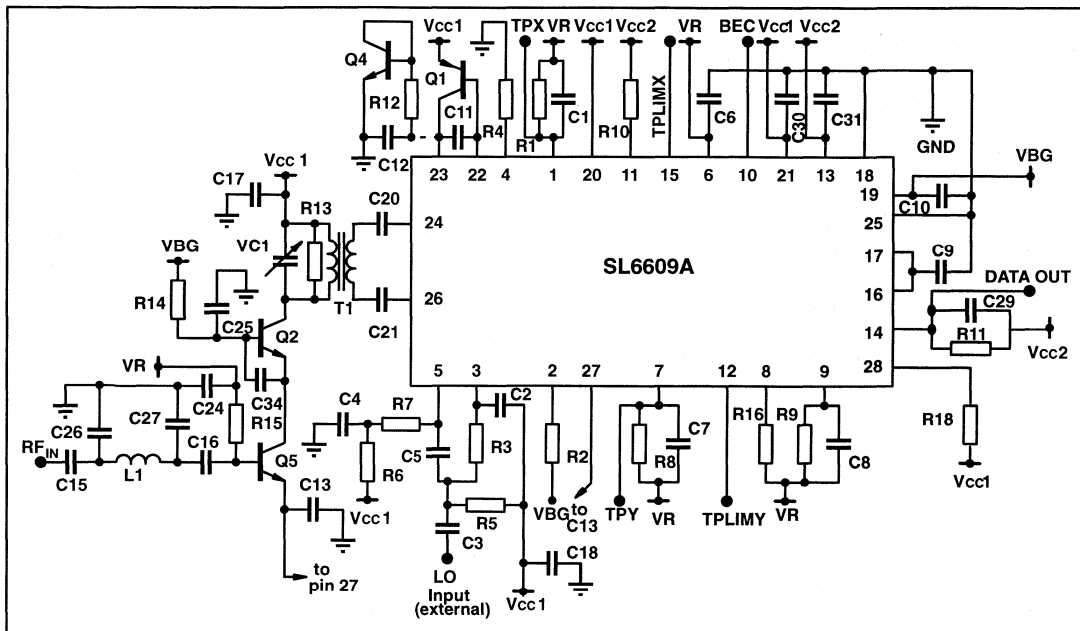 Vcc1 TPX VR Vcc1 Vcc2 VR BEC Vcc1 Vcc2
Q4
Q1
R12
C11
R4
R1
C1
R10
TPLIMX
C6
C30
C31
C12
GND
VBG
Vcc 1
C17
23 22 4 1 20 11 15 6 10 21 13 18
19
C10
25
R13
C20
24
VC1
17
C9
SL6609A
VBG
DATA OUT
26
16
C29
R14
T1
C21
14
R11
C25
Q2
Vcc2
VR
28
5 3 2 27 7 12 8 9
C34
C24
C2
C4
R7
R15
C27
C26
C16
R3
C7
R16
R9
R18
RFIN
C5
R2
R8
C8
Q5
R6
C15
L1
Vcc1
C13
VBG
to
C13
TPY
VR
TPLIMY
VR
Vcc 1
R5
C3
C18
to
pin 27
LO
Input
(external)
Vcc 1